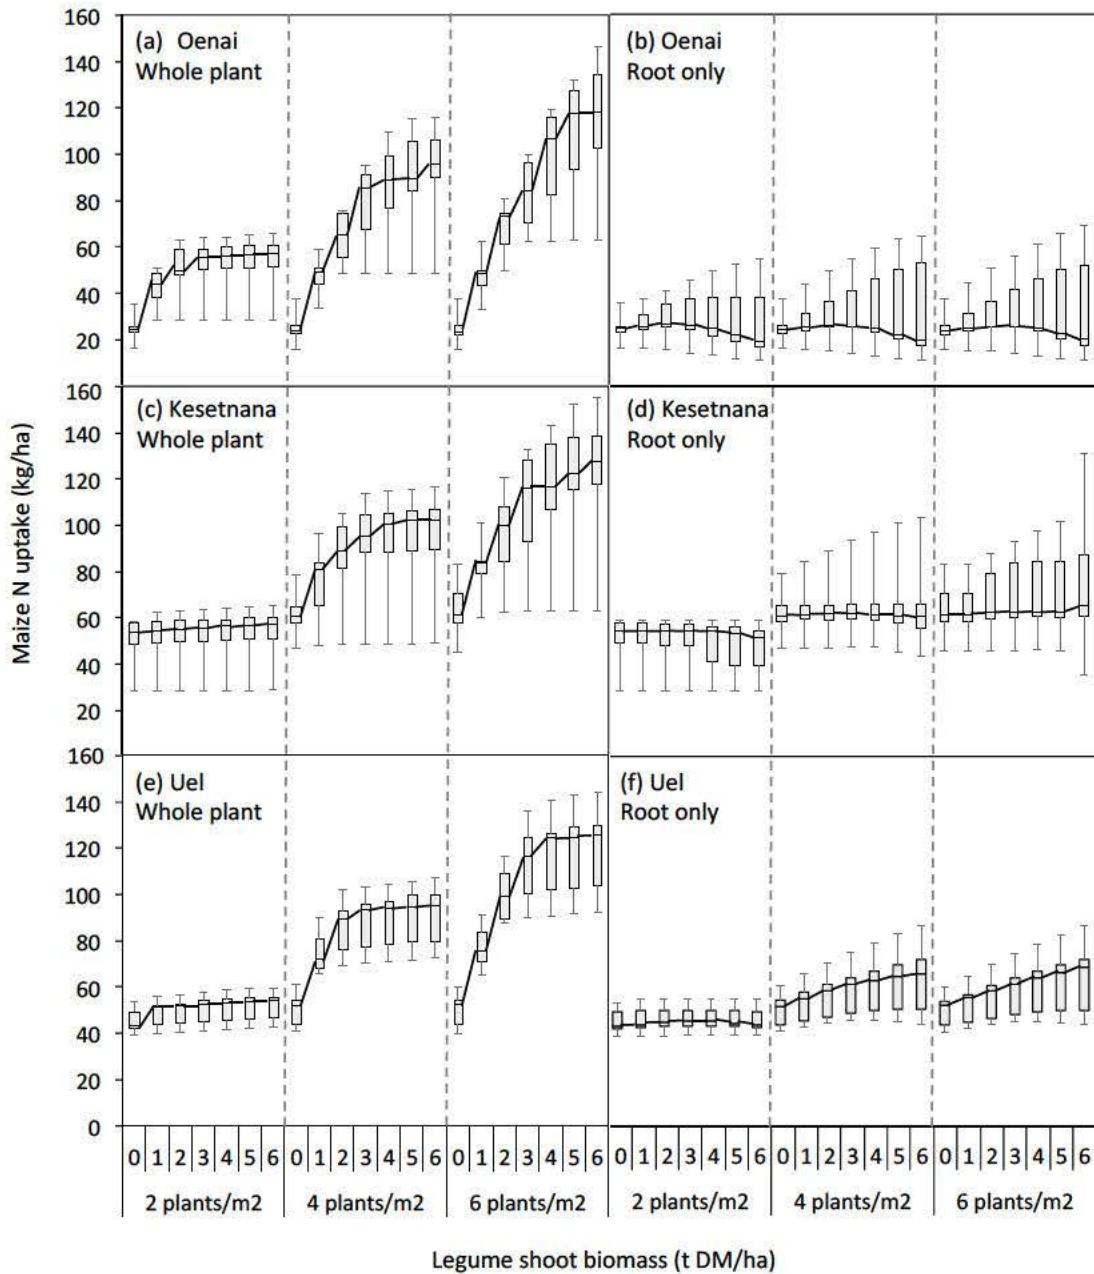 Maize N uptake (kg/ha)
160
140
120
100
80
60
40
20
(a) Oenai
Whole plant
(b) Oenai
Root only
160
140
120
100
80
60
40
20
(c) Kesetnana
Whole plant
(d) Kesetnana
Root only
160
140
120
100
80
60
40
20
0
(e) Uel
Whole plant
(f) Uel
Root only
0 1 2 3 4 5 6 0 1 2 3 4 5 6 0 1 2 3 4 5 6 0 1 2 3 4 5 6 0 1 2 3 4 5 6 0 1 2 3 4 5 6
2 plants/m2 4 plants/m2 6 plants/m2 2 plants/m2 4 plants/m2 6 plants/m2
Legume shoot biomass (t DM/ha)